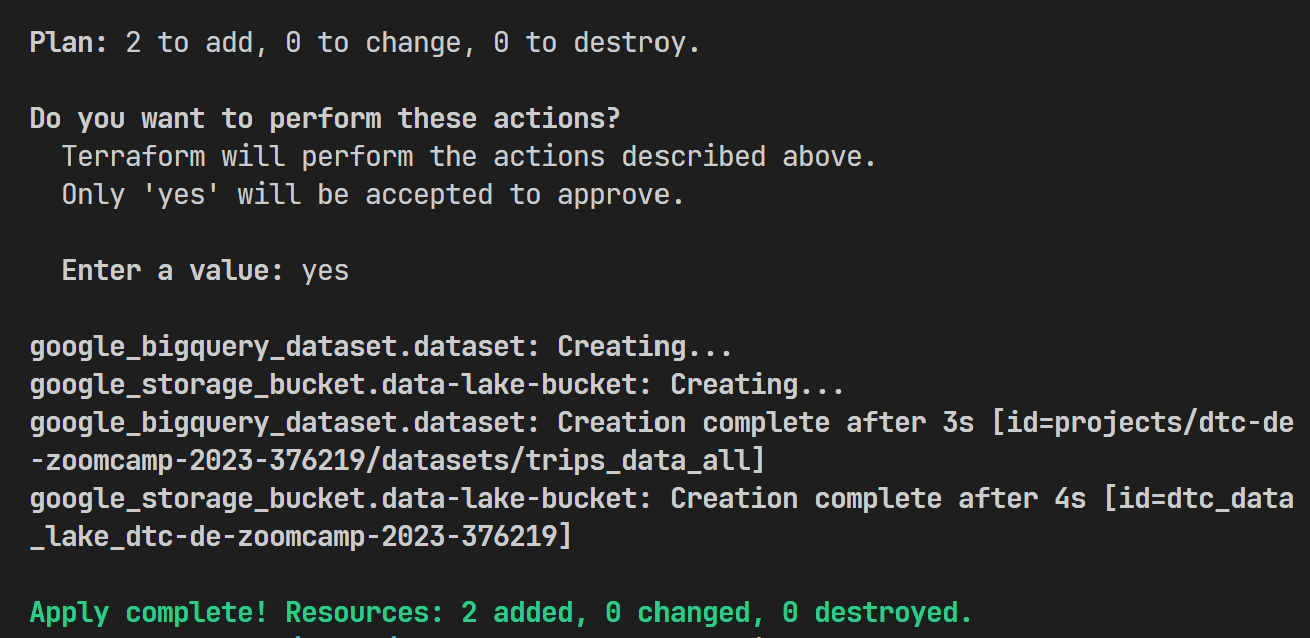 Plan: 2 to add, 0 to change, 0 to destroy.
Do you want to perform these actions?
Terraform will perform the actions described above.
Only 'yes' will be accepted to approve.
Enter a value: yes
google_bigquery_dataset.dataset: Creating...
google_storage_bucket.data-lake-bucket: Creating...
google_bigquery_dataset.dataset: Creation complete after 3s [id=projects/dtc-de
-zoomcamp-2023-376219/datasets/trips_data_all]
google_storage_bucket.data-lake-bucket: Creation complete after 4s [id=dtc_data
_lake_dtc-de-zoomcamp-2023-376219]
Apply complete! Resources: 2 added, 0 changed, 0 destroyed.